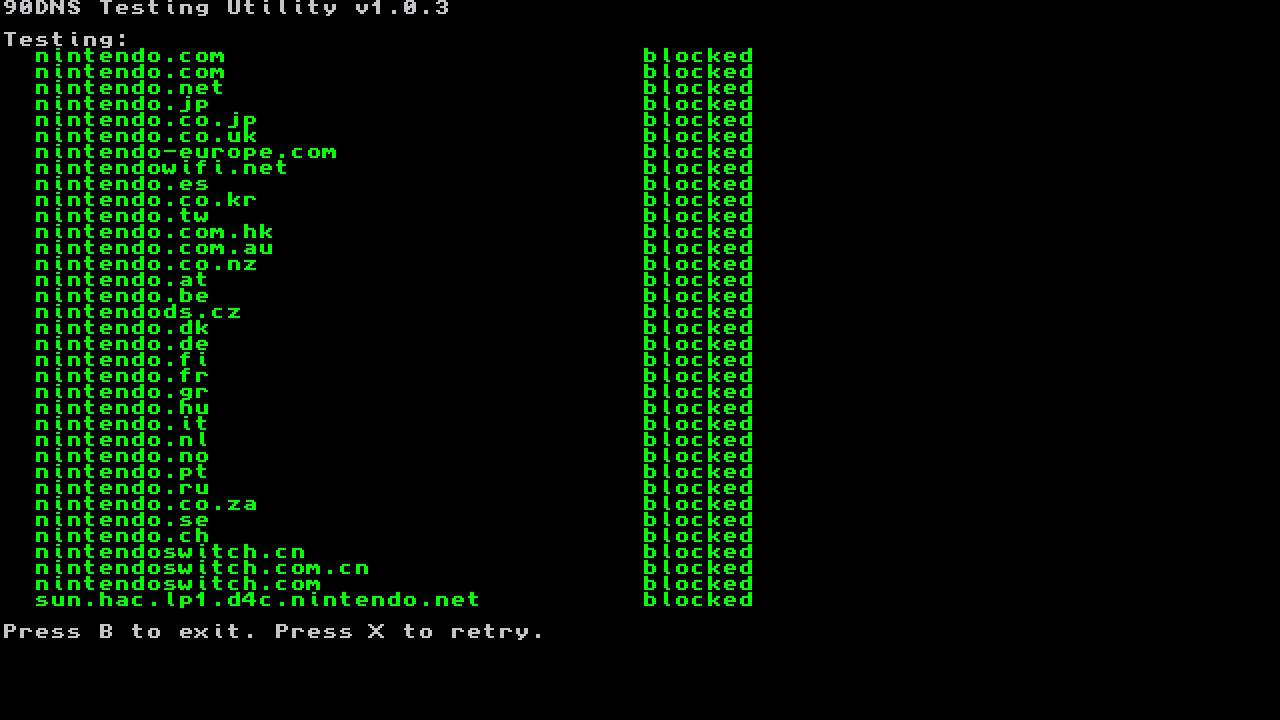 90DNS Testing Utility v1.0.3
Testing:
nintendo.com blocked
nintendo.com blocked
nintendo.net blocked
nintendo.jp blocked
nintendo.co.jp blocked
nintendo.co.uk blocked
nintendo-europe.com blocked
nintendowifi.net blocked
nintendo.es blocked
nintendo.co.kr blocked
nintendo.tw blocked
nintendo.com.hk blocked
nintendo.com.au blocked
nintendo.co.nz blocked
nintendo.at blocked
nintendo.be blocked
nintendods.cz blocked
nintendo.dk blocked
nintendo.de blocked
nintendo.fi blocked
nintendo.fr blocked
nintendo.gr blocked
nintendo.hu blocked
nintendo.it blocked
nintendo.nl blocked
nintendo.no blocked
nintendo.pt blocked
nintendo.ru blocked
nintendo.co.za blocked
nintendo.se blocked
nintendo.ch blocked
nintendoswitch.cn blocked
nintendoswitch.com.cn blocked
nintendoswitch.com blocked
sun.hac.lp1.d4c.nintendo.net blocked
Press B to exit. Press X to retry.